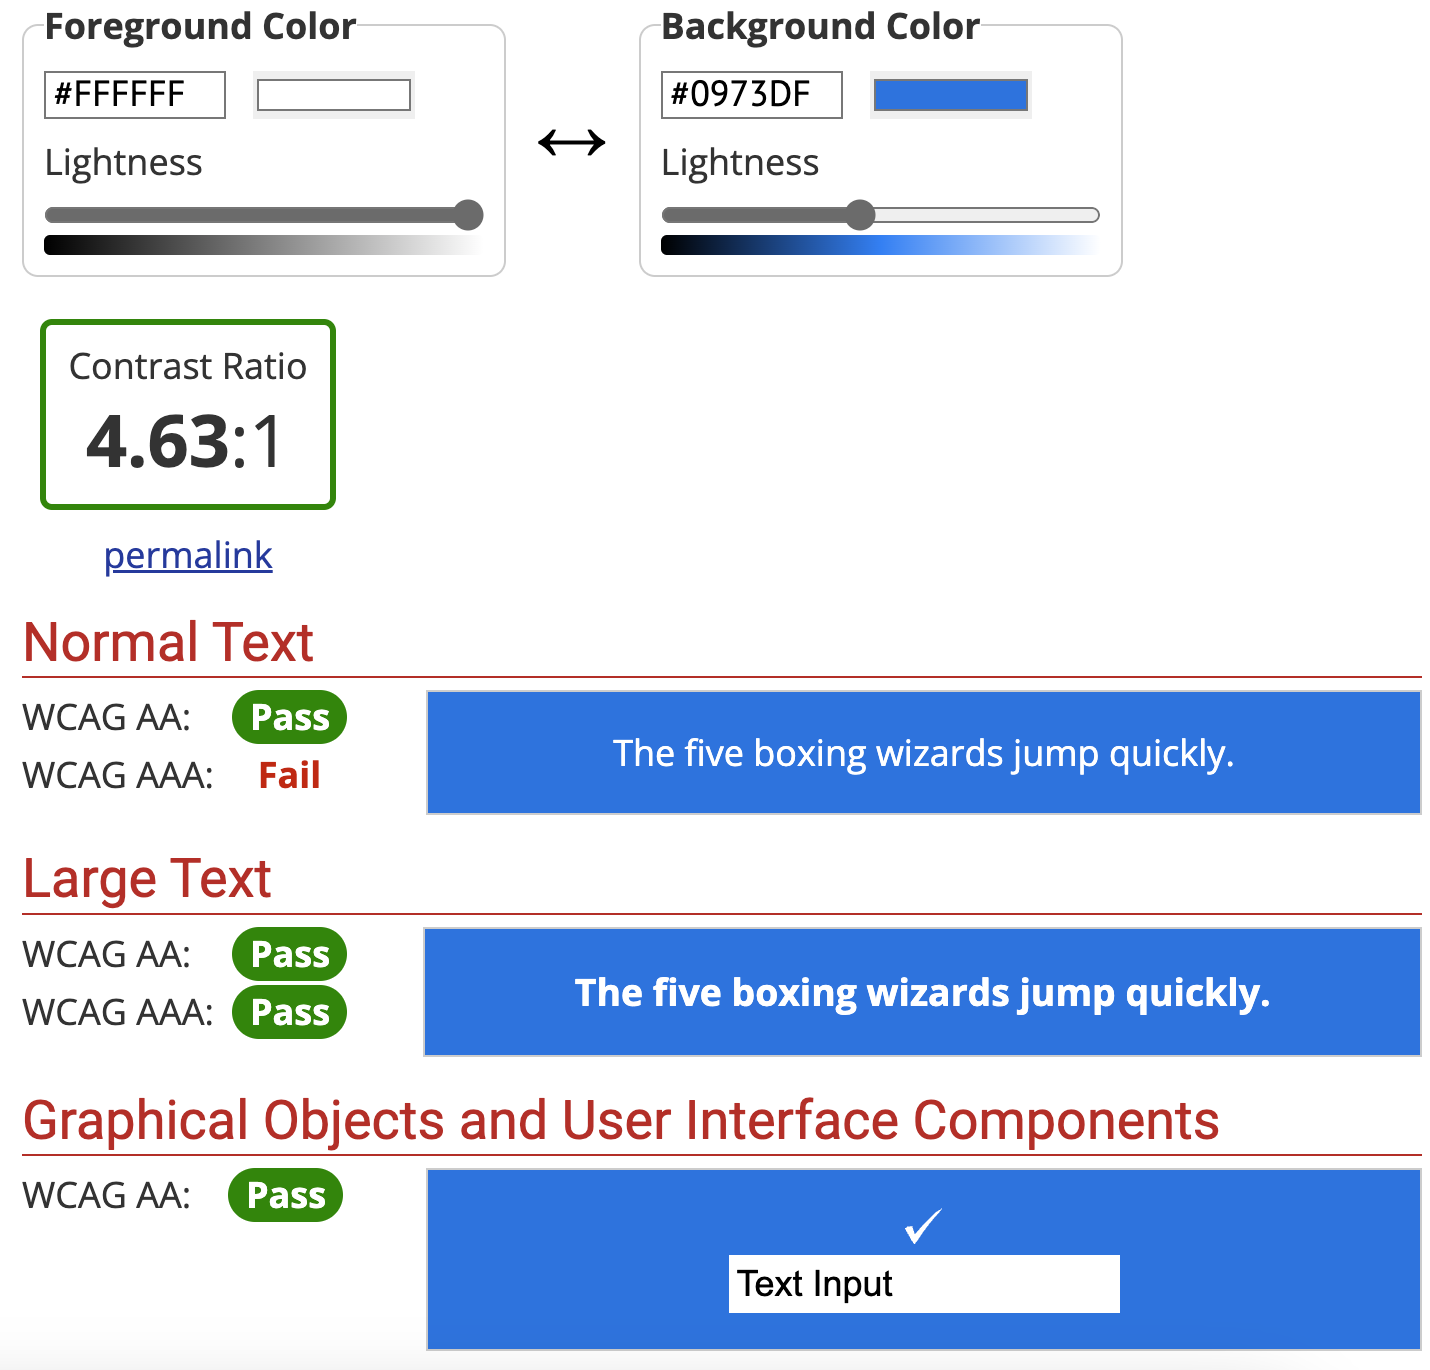 Foreground Color
#FFFFFF
Lightness
Background Color
#0973DF
Lightness
Contrast Ratio
4.63:1
permalink
Normal Text
WCAG AA: Pass
WCAG AAA: Fail
The five boxing wizards jump quickly.
Large Text
WCAG AA: Pass
WCAG AAA: Pass
The five boxing wizards jump quickly.
Graphical Objects and User Interface Components
WCAG AA: Pass
Text Input